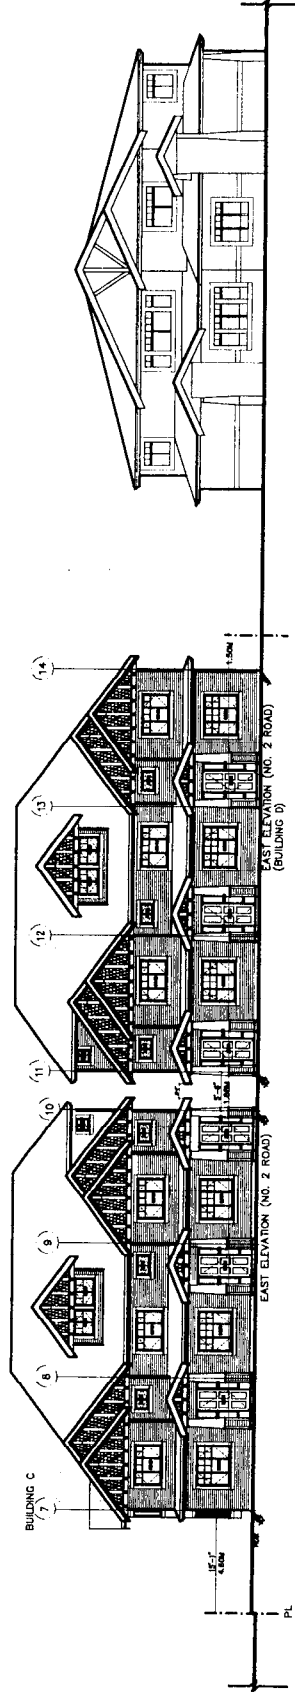 BUILDING C
7
8
9
10
11
12
13
14
15'-1"
4.60M
1.50M
PL
EAST ELEVATION (NO. 2 ROAD)
EAST ELEVATION (NO. 2 ROAD)
(BUILDING D)